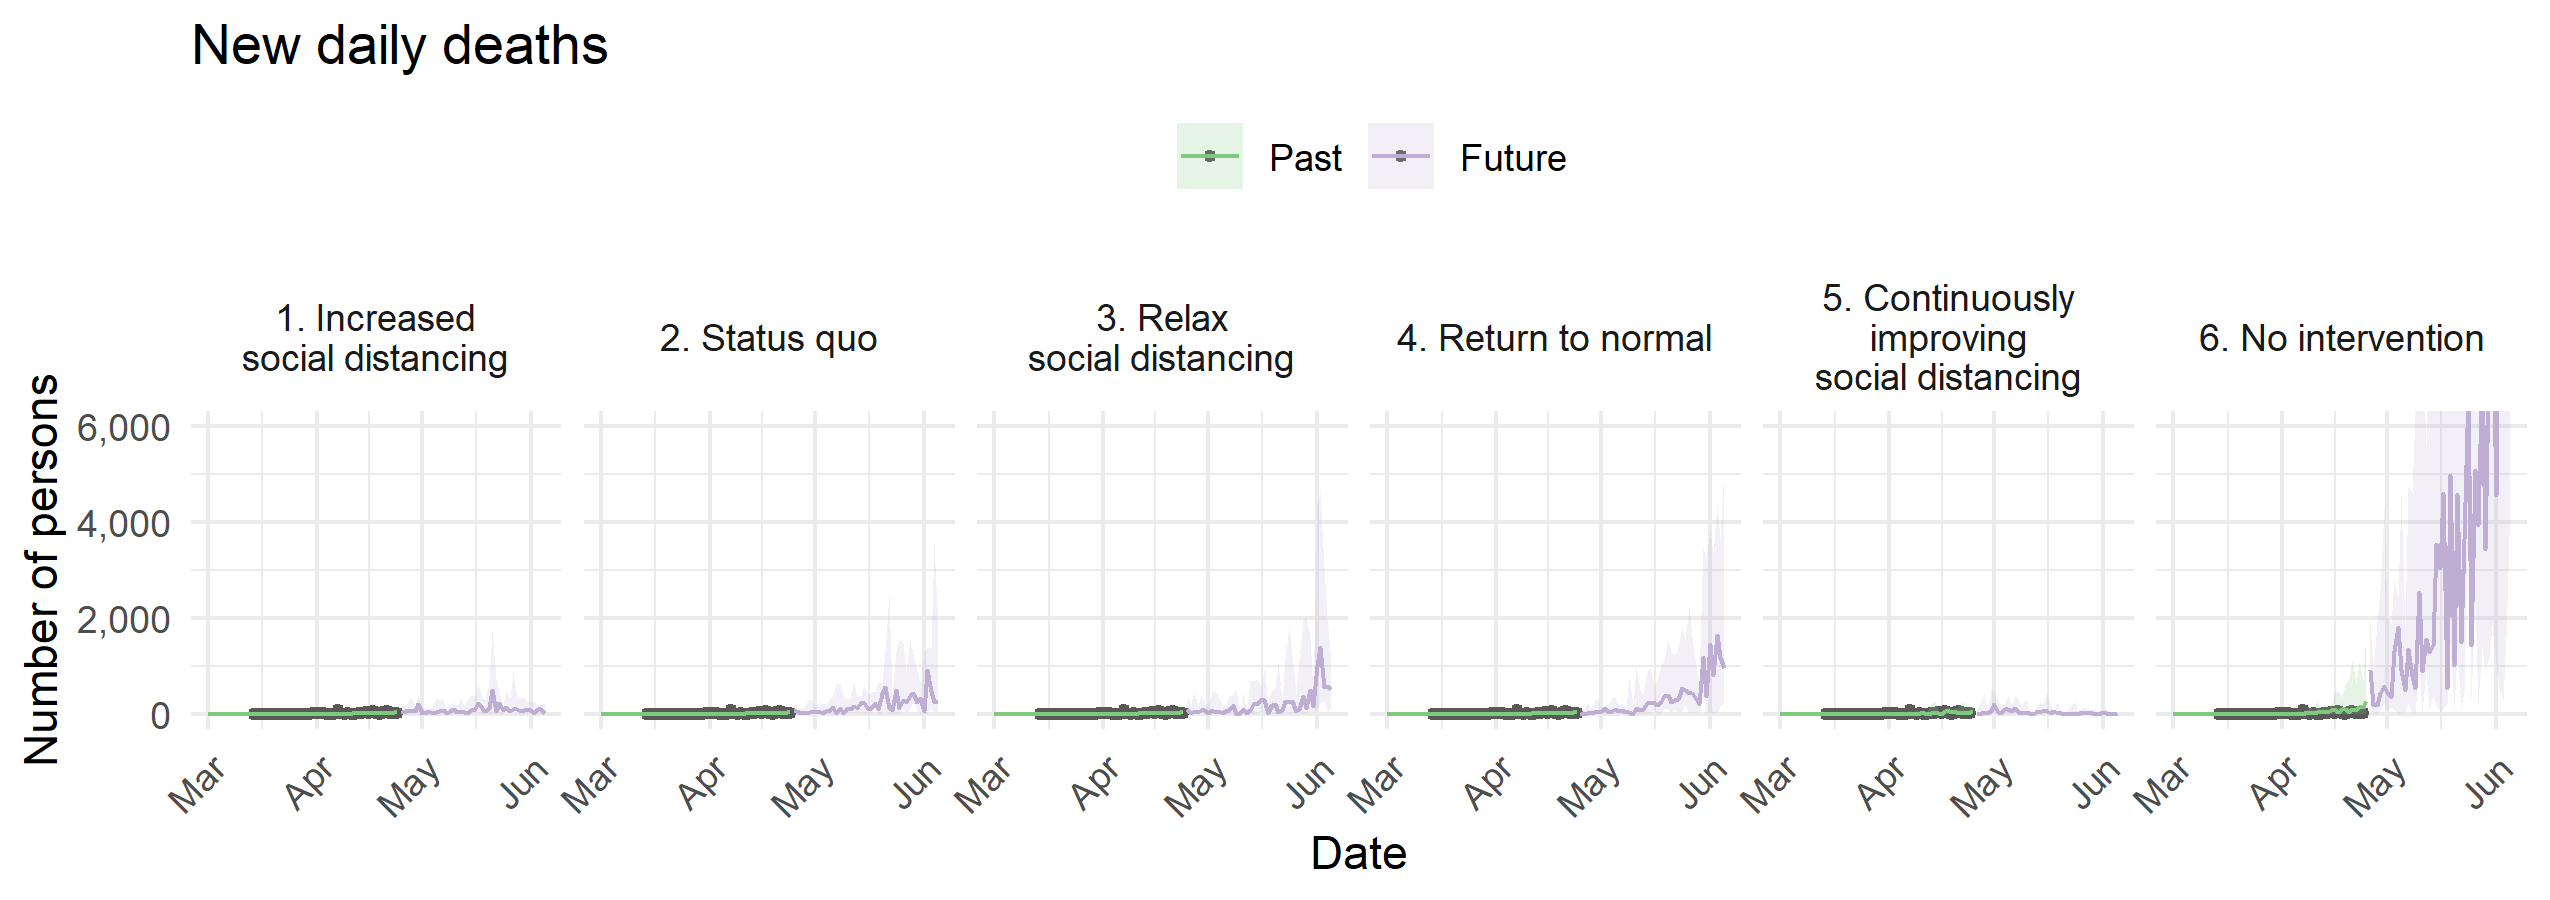 New daily deaths
Past
Future
1. Increased
social distancing
2. Status quo
3. Relax
social distancing
4. Return to normal
5. Continuously
improving
social distancing
6. No intervention
Number of persons
6,000
4,000
2,000
0
Mar
Apr
May
Jun
Mar
Apr
May
Jun
Mar
Apr
May
Jun
Mar
Apr
May
Jun
Mar
Apr
May
Jun
Mar
Apr
May
Jun
Date